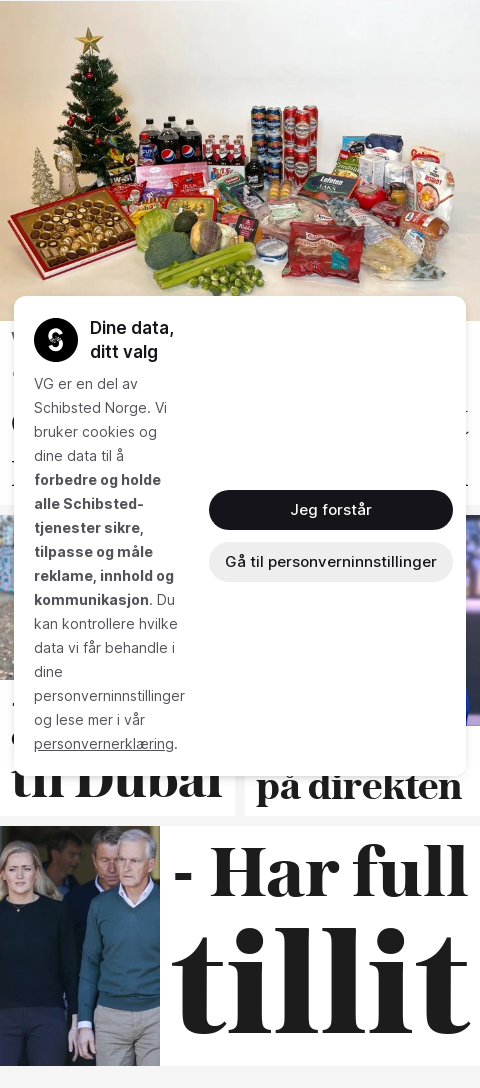 Dine data,
ditt valg
VG er en del av
Schibsted Norge. Vi
bruker cookies og
dine data til å
forbedre og holde
alle Schibsted-
tjenester sikre,
tilpasse og måle
reklame, innhold og
kommunikasjon. Du
kan kontrollere hvilke
data vi får behandle i
dine
personverninnstillinger
og lese mer i vår
personvernerklæring.
Jeg forstår
Gå til personverninnstillinger
til Dubai
på direkten
- Har full
tillit